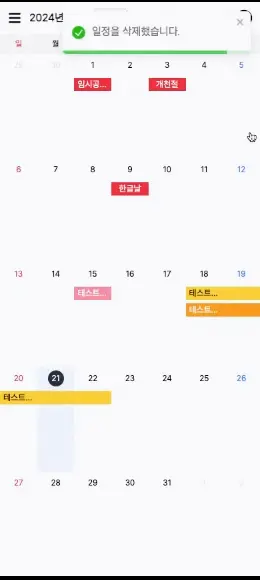 2024년
일정을 삭제했습니다.
일 월
29 30 1 2 3 4 5
임시공... 개천절
6 7 8 9 10 11 12
한글날
13 14 15 16 17 18 19
테스트... 테스트...
테스트...
20 21 22 23 24 25 26
테스트...
27 28 29 30 31 1 2